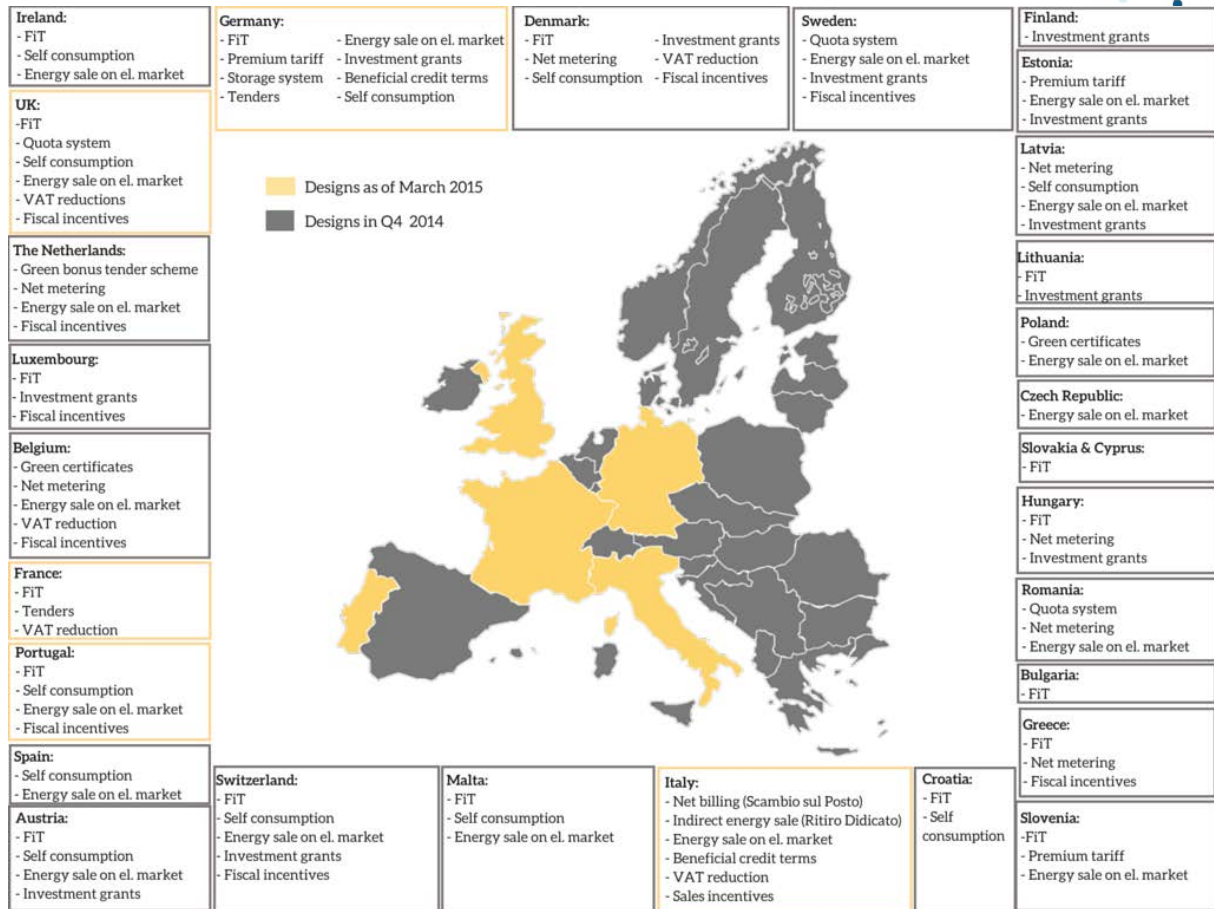 Ireland:
- FiT
- Self consumption
- Energy sale on el. market
Germany:
- FiT
- Premium tariff
- Storage system
- Tenders
- Energy sale on el. market
- Investment grants
- Beneficial credit terms
- Self consumption
Denmark:
- FiT
- Net metering
- Self consumption
- Investment grants
- VAT reduction
- Fiscal incentives
Sweden:
- Quota system
- Energy sale on el. market
- Investment grants
- Fiscal incentives
Finland:
- Investment grants
Estonia:
- Premium tariff
- Energy sale on el. market
- Investment grants
UK:
-FiT
- Quota system
- Self consumption
- Energy sale on el. market
- VAT reductions
- Fiscal incentives
Designs as of March 2015
Designs in Q4 2014
Latvia:
- Net metering
- Self consumption
- Energy sale on el. market
- Investment grants
The Netherlands:
- Green bonus tender scheme
- Net metering
- Energy sale on el. market
- Fiscal incentives
Lithuania:
- FiT
- Investment grants
Poland:
- Green certificates
- Energy sale on el. market
Luxembourg:
- FiT
- Investment grants
- Fiscal incentives
Czech Republic:
- Energy sale on el. market
Slovakia & Cyprus:
- FiT
Belgium:
- Green certificates
- Net metering
- Energy sale on el. market
- VAT reduction
- Fiscal incentives
Hungary:
- FiT
- Net metering
- Investment grants
France:
- FiT
- Tenders
- VAT reduction
Romania:
- Quota system
- Net metering
- Energy sale on el. market
Portugal:
- FiT
- Self consumption
- Energy sale on el. market
- Fiscal incentives
Bulgaria:
- FiT
Greece:
- FiT
- Net metering
- Fiscal incentives
Spain:
- Self consumption
- Energy sale on el. market
Austria:
- FiT
- Self consumption
- Energy sale on el. market
- Investment grants
Switzerland:
- FiT
- Self consumption
- Energy sale on el. market
- Investment grants
- Fiscal incentives
Malta:
- FiT
- Self consumption
- Energy sale on el. market
Italy:
- Net billing (Scambio sul Posto)
- Indirect energy sale (Ritiro Didicato)
- Energy sale on el. market
- Beneficial credit terms
- VAT reduction
- Sales incentives
Croatia:
- FiT
- Self
consumption
Slovenia:
-FiT
- Premium tariff
- Energy sale on el. market